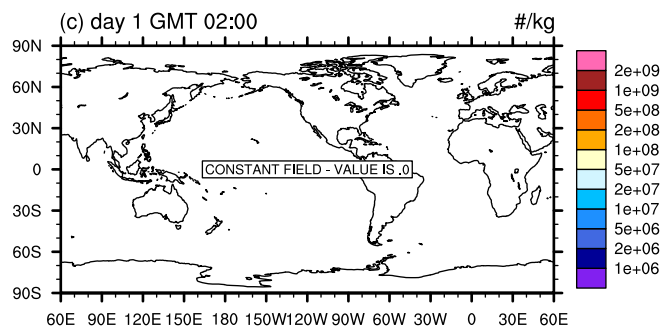 (c) day 1 GMT 02:00 #/kg
90N
60N
30N
0
30S
60S
90S
CONSTANT FIELD - VALUE IS .0
60E 90E 120E 150E 180 150W 120W 90W 60W 30W 0 30E 60E
2e+09
1e+09
5e+08
2e+08
1e+08
5e+07
2e+07
1e+07
5e+06
2e+06
1e+06